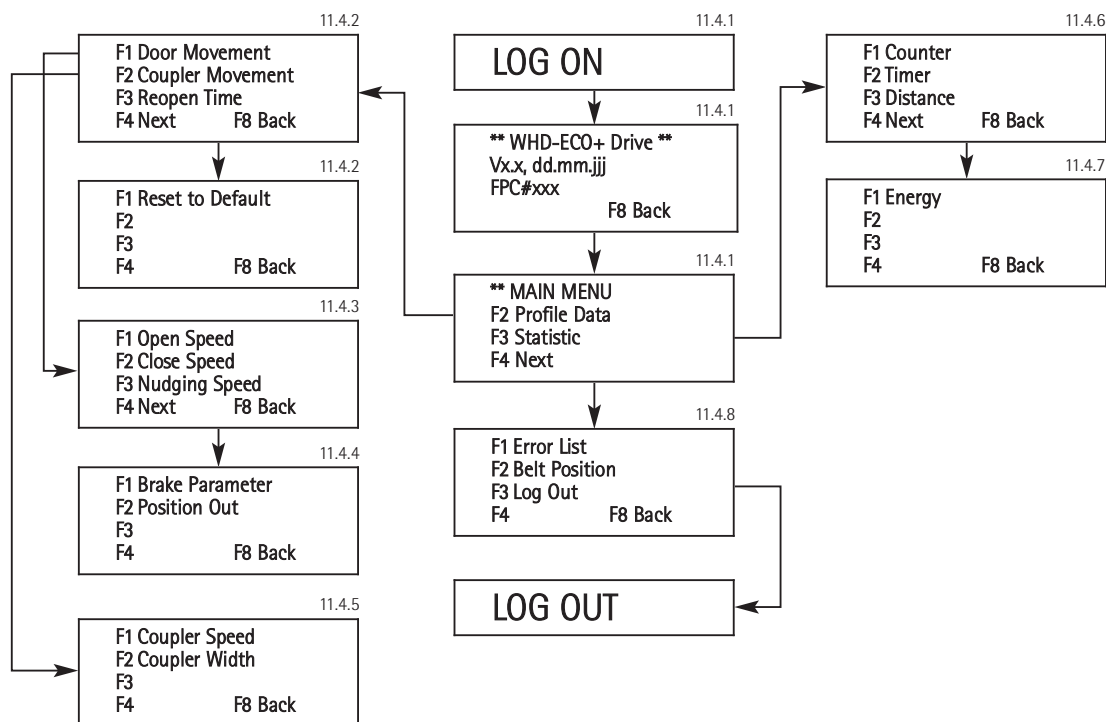 11.4.2
F1 Door Movement
F2 Coupler Movement
F3 Reopen Time
F4 Next F8 Back
11.4.2
F1 Reset to Default
F2
F3
F4 F8 Back
11.4.3
F1 Open Speed
F2 Close Speed
F3 Nudging Speed
F4 Next F8 Back
11.4.4
F1 Brake Parameter
F2 Position Out
F3
F4 F8 Back
11.4.5
F1 Coupler Speed
F2 Coupler Width
F3
F4 F8 Back
11.4.1
LOG ON
11.4.1
** WHD-ECO+ Drive **
Vx.x, dd.mm.jjj
FPC#xxx
F8 Back
11.4.1
** MAIN MENU
F2 Profile Data
F3 Statistic
F4 Next
11.4.8
F1 Error List
F2 Belt Position
F3 Log Out
F4 F8 Back
LOG OUT
11.4.6
F1 Counter
F2 Timer
F3 Distance
F4 Next F8 Back
11.4.7
F1 Energy
F2
F3
F4 F8 Back